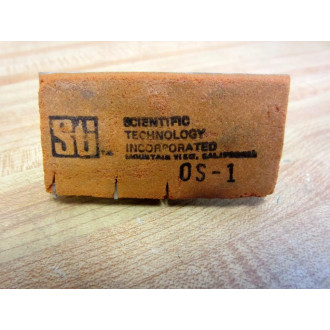 Sti
SCIENTIFIC
TECHNOLOGY
INCORPORATED
MOUNTAIN VIEW, CALIFORNIA
OS-1